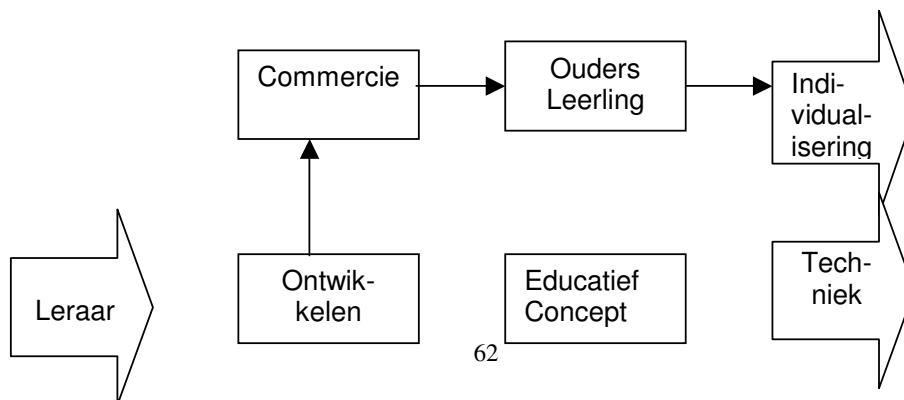 Commercie
Ouders
Leerling
Indi-
vidual-
isering
Leraar
Ontwik-
kelen
Educatief
Concept
Tech-
niek
62